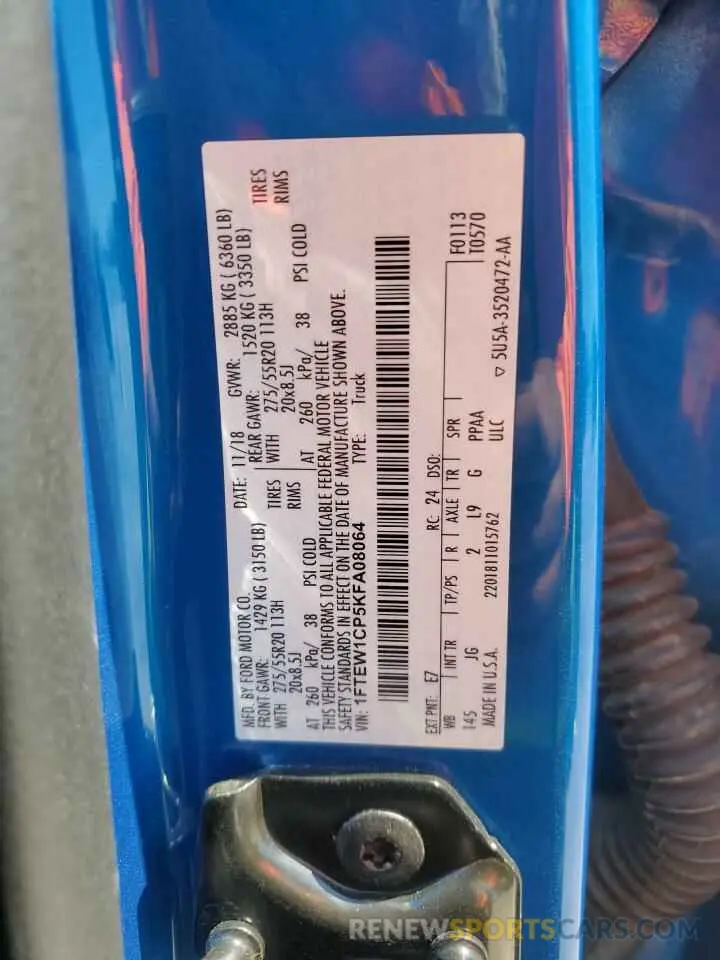 MFD. BY FORD MOTOR CO. DATE: 11/18 GVWR: 2885 KG ( 6360 LB)
FRONT GAWR: 1429 KG ( 3150 LB) REAR GAWR: 1520 KG ( 3350 LB)
WITH 275/55R20 113H TIRES WITH 275/55R20 113H TIRES
20x8.5J RIMS 20x8.5J RIMS
AT 260 kPa/ 38 PSI COLD AT 260 kPa/ 38 PSI COLD
THIS VEHICLE CONFORMS TO ALL APPLICABLE FEDERAL MOTOR VEHICLE
SAFETY STANDARDS IN EFFECT ON THE DATE OF MANUFACTURE SHOWN ABOVE.
VIN: 1FTEW1CP5KFA08064 TYPE: Truck
EXT PNT: E7 RC: 24 DSO: F0113
WB INT TR TP/PS R AXLE TR SPR T0570
145 JG 2 L9 G PPAA
MADE IN U.S.A. 2201811015762 ULC ▽ 5U5A-3520472-AA
RENEWSPORTSCARS.COM